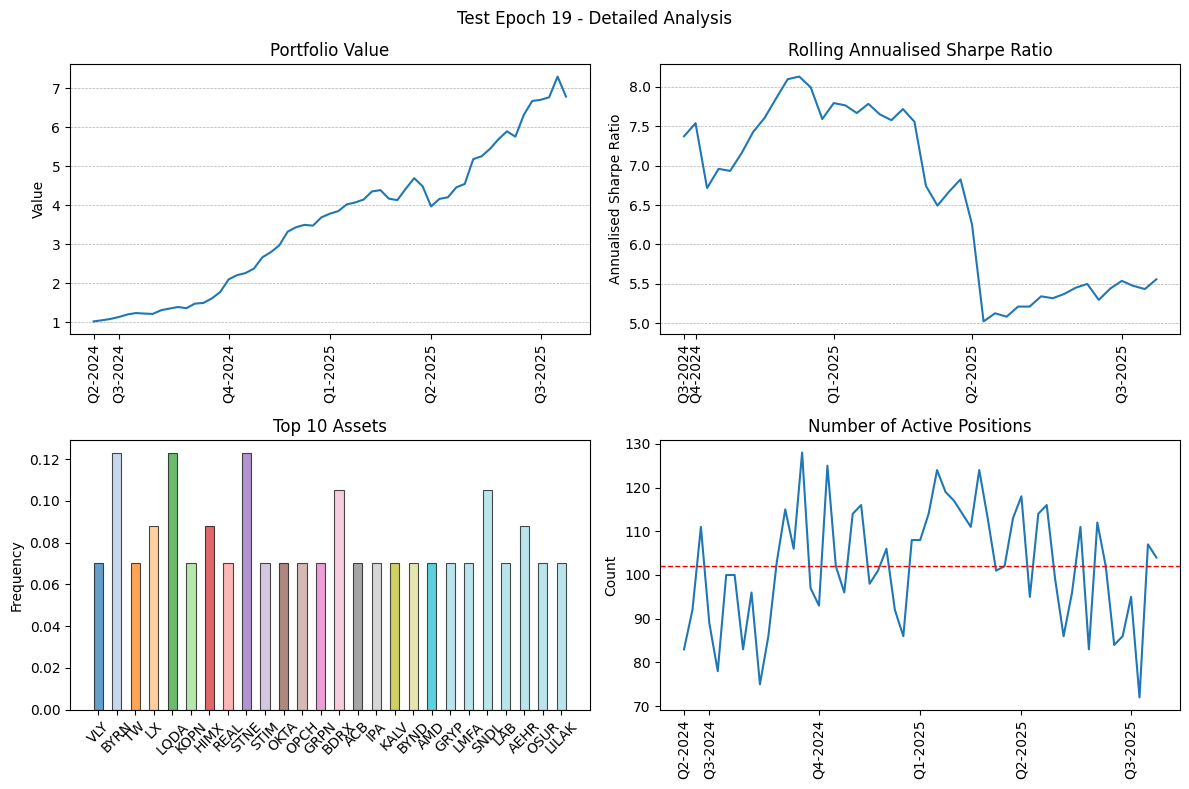 Test Epoch 19 - Detailed Analysis
Portfolio Value
Value
7
6
5
4
3
2
1
Q2-2024
Q3-2024
Q4-2024
Q1-2025
Q2-2025
Q3-2025
Rolling Annualised Sharpe Ratio
Annualised Sharpe Ratio
8.0
7.5
7.0
6.5
6.0
5.5
5.0
Q3-2024
Q4-2024
Q1-2025
Q2-2025
Q3-2025
Top 10 Assets
Frequency
0.12
0.10
0.08
0.06
0.04
0.02
0.00
VLY
BYRN
TW
LX
LQDA
KOPN
HIMX
REAL
STNE
STIM
OKTA
OPCH
GRPN
BDRX
ACB
IPA
KALV
BYND
AMD
GRYP
LMFA
SNDL
LAB
AEHR
OSUR
LILAK
Number of Active Positions
Count
130
120
110
100
90
80
70
Q2-2024
Q3-2024
Q4-2024
Q1-2025
Q2-2025
Q3-2025